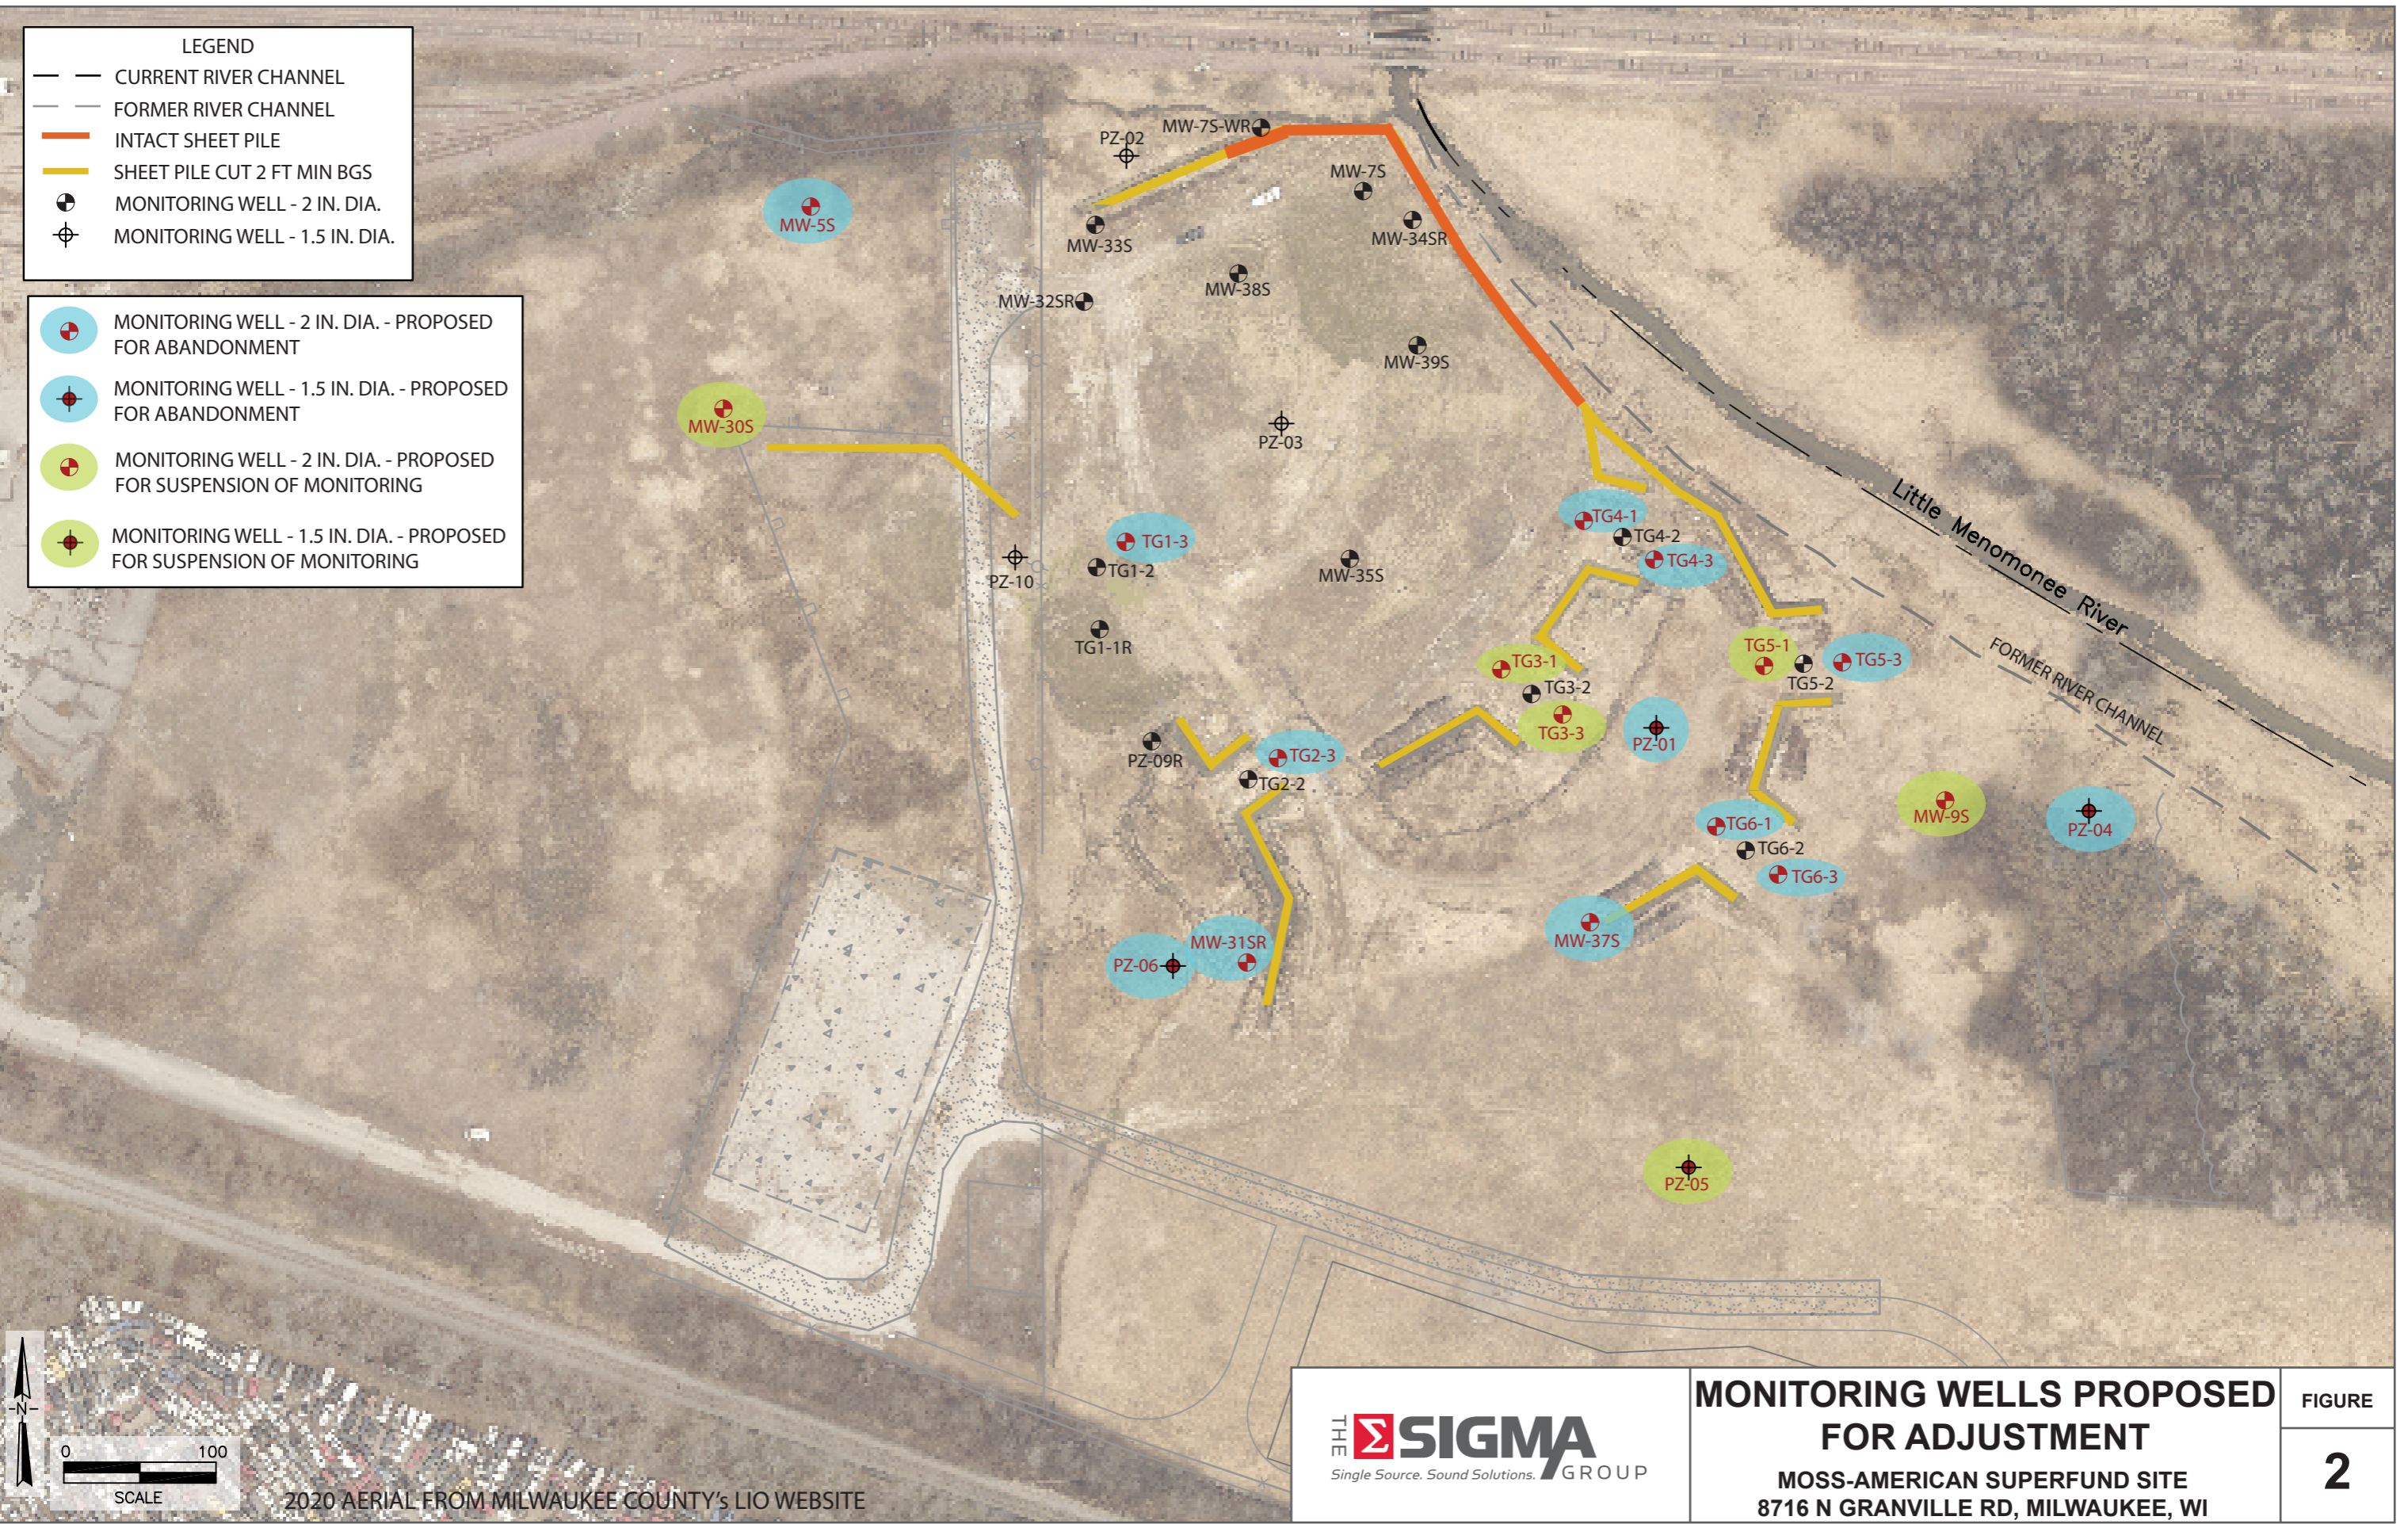 LEGEND
CURRENT RIVER CHANNEL
FORMER RIVER CHANNEL
INTACT SHEET PILE
SHEET PILE CUT 2 FT MIN BGS
MONITORING WELL - 2 IN. DIA.
MONITORING WELL - 1.5 IN. DIA.
MONITORING WELL - 2 IN. DIA. - PROPOSED
FOR ABANDONMENT
MONITORING WELL - 1.5 IN. DIA. - PROPOSED
FOR ABANDONMENT
MONITORING WELL - 2 IN. DIA. - PROPOSED
FOR SUSPENSION OF MONITORING
MONITORING WELL - 1.5 IN. DIA. - PROPOSED
FOR SUSPENSION OF MONITORING
MW-7S-WR
PZ-02
MW-7S
MW-5S
MW-33S
MW-34SR
MW-38S
MW-32SR
MW-39S
MW-30S
PZ-03
TG4-1
TG4-2
TG1-3
TG4-3
TG1-2
PZ-10
MW-35S
TG1-1R
Little Menomonee River
FORMER RIVER CHANNEL
TG5-1
TG5-3
TG5-2
TG3-1
TG3-2
TG3-3
PZ-01
PZ-09R
TG2-3
TG2-2
MW-9S
PZ-04
TG6-1
TG6-2
TG6-3
MW-37S
MW-31SR
PZ-06
PZ-05
-N-
0 100
SCALE
2020 AERIAL FROM MILWAUKEE COUNTY's LIO WEBSITE
THE Σ SIGMA
GROUP
Single Source. Sound Solutions.
MONITORING WELLS PROPOSED
FOR ADJUSTMENT
MOSS-AMERICAN SUPERFUND SITE
8716 N GRANVILLE RD, MILWAUKEE, WI
FIGURE
2